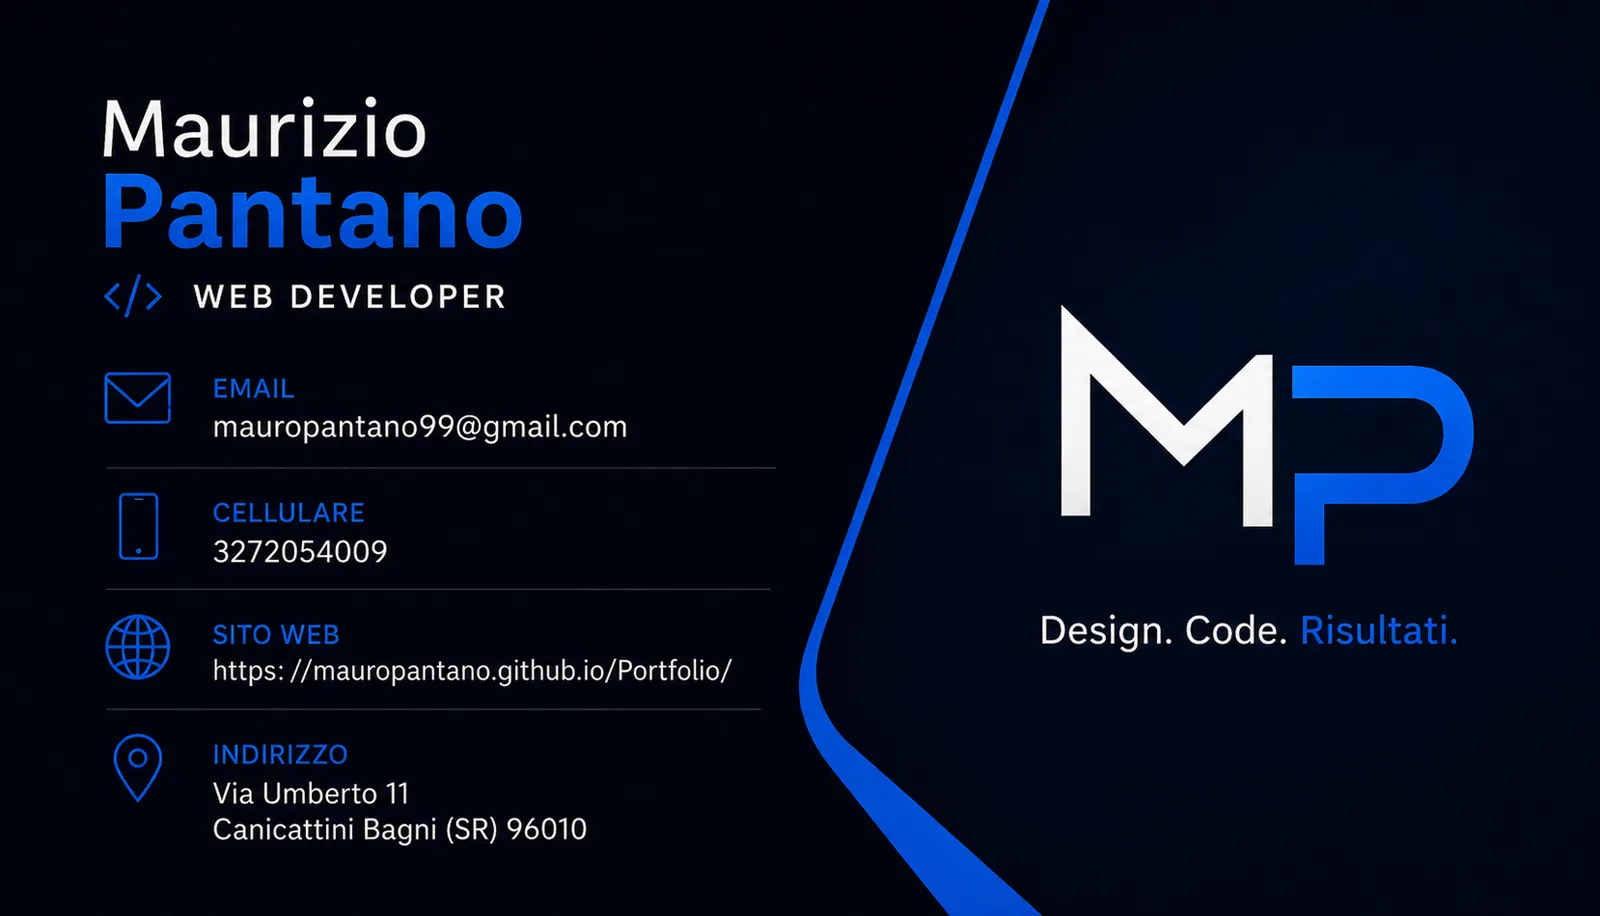 Maurizio
Pantano
</> WEB DEVELOPER
EMAIL
mauropantano99@gmail.com
CELLULARE
3272054009
SITO WEB
https: //mauropantano.github.io/Portfolio/
INDIRIZZO
Via Umberto 11
Canicattini Bagni (SR) 96010
MP
Design. Code. Risultati.